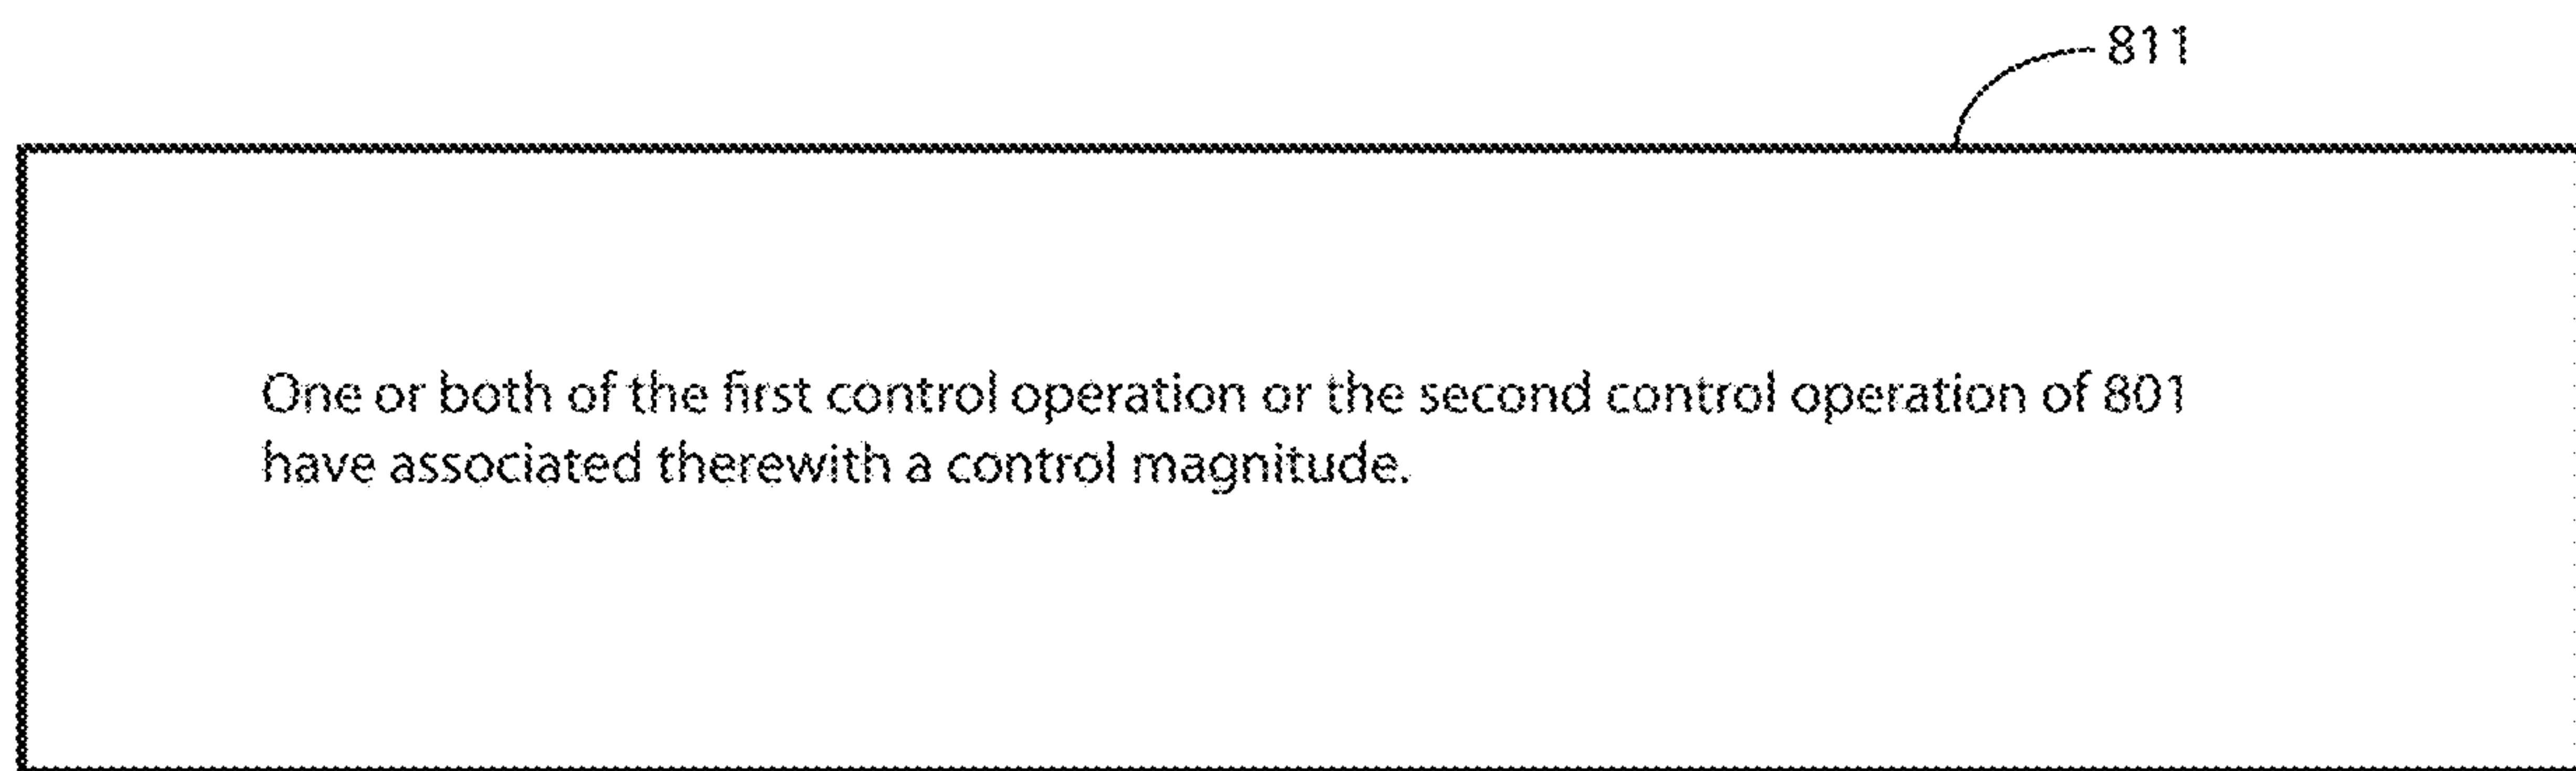 811
One or both of the first control operation or the second control operation of 801
have associated therewith a control magnitude.